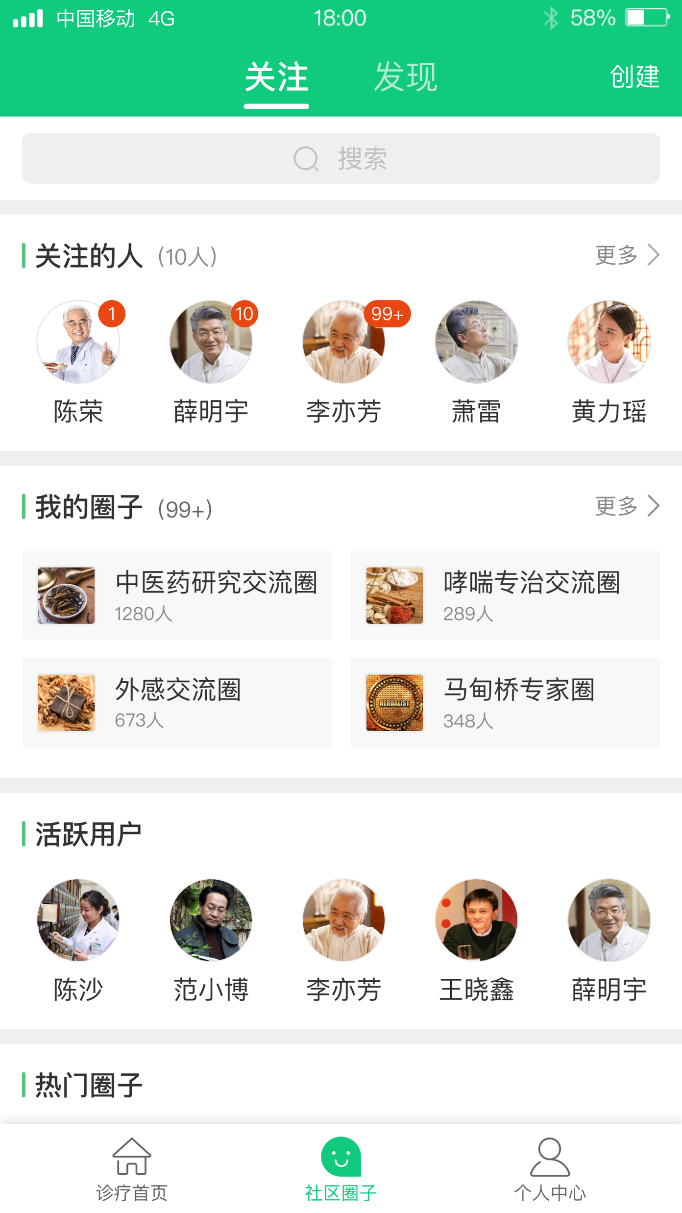 中国移动 4G 18:00 58%
关注 发现 创建
搜索
关注的人 (10人) 更多
1 10 99+
陈荣 薛明宇 李亦芳 萧雷 黄力瑶
我的圈子 (99+) 更多
中医药研究交流圈 哮喘专治交流圈
1280人 289人
HERBALIST
外感交流圈 马甸桥专家圈
673人 348人
活跃用户
陈沙 范小博 李亦芳 王晓鑫 薛明宇
热门圈子
诊疗首页 社区圈子 个人中心